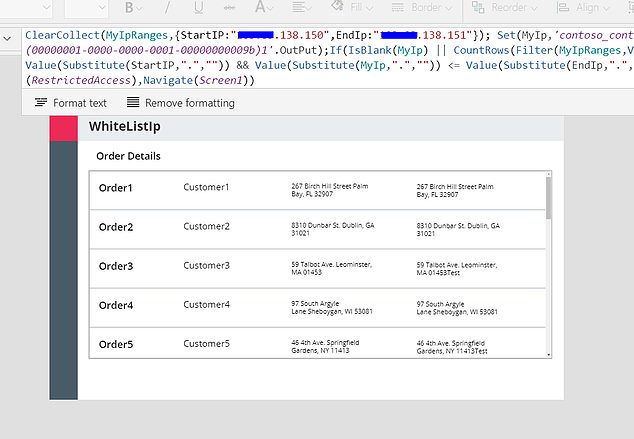 B
I
U
abc
A
Fill
Border
Reorder
Align
ClearCollect(MyIpRanges,{StartIP:" .138.150",EndIp:" .138.151"}); Set(MyIp,'contoso_cont
(00000001-0000-0000-0001-00000000009b)1'.OutPut);If(IsBlank(MyIp) || CountRows(Filter(MyIpRanges,V
Value(Substitute(StartIP,".","")) && Value(Substitute(MyIp,".","")) <= Value(Substitute(EndIp,".",
(RestrictedAccess),Navigate(Screen1))
Format text
Remove formatting
WhiteListIp
Order Details
Order1 Customer1 267 Birch Hill Street Palm 267 Birch Hill Street Palm
Bay, FL 32907 Bay, FL 32907
Order2 Customer2 8310 Dunbar St. Dublin, GA 8310 Dunbar St. Dublin, GA
31021 31021
Order3 Customer3 59 Talbot Ave. Leominster, 59 Talbot Ave. Leominster,
MA 01453 MA 01453Test
Order4 Customer4 97 South Argyle 97 South Argyle
Lane Sheboygan, WI 53081 Lane Sheboygan, WI 53081
Order5 Customer5 46 4th Ave. Springfield 46 4th Ave. Springfield
Gardens, NY 11413 Gardens, NY 11413Test